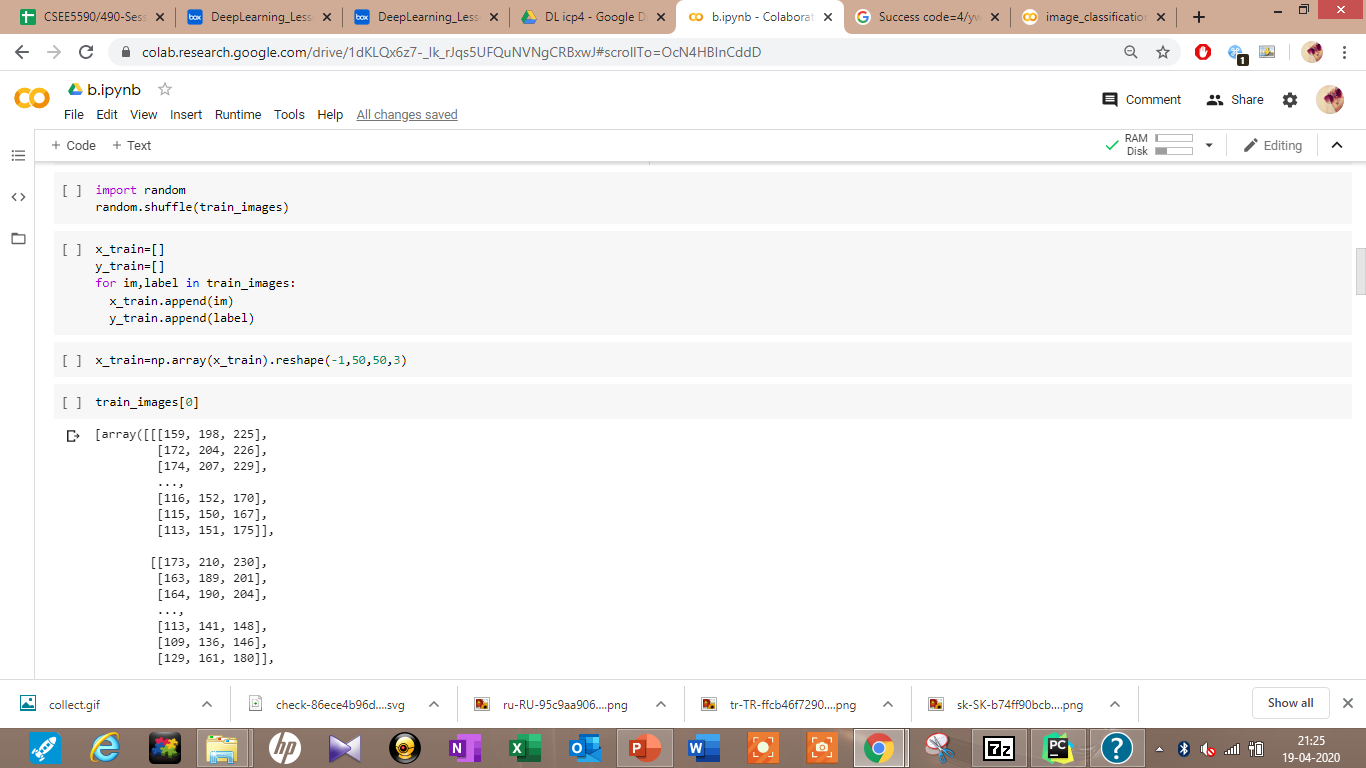 CSEE5590/490-Sess
DeepLearning_Less
DeepLearning_Less
DL icp4 - Google D
b.ipynb - Colaborat
Success code=4/yw
image_classification
colab.research.google.com/drive/1dKLQx6z7-_lk_rJqs5UFQuNVNgCRBxwJ#scrollTo=OcN4HBlnCddD
1
CO
b.ipynb
File Edit View Insert Runtime Tools Help All changes saved
Comment Share
+ Code + Text
RAM
Disk
Editing
[ ] import random
random.shuffle(train_images)
[ ] x_train=[]
y_train=[]
for im,label in train_images:
x_train.append(im)
y_train.append(label)
[ ] x_train=np.array(x_train).reshape(-1,50,50,3)
[ ] train_images[0]
[array([[[159, 198, 225],
[172, 204, 226],
[174, 207, 229],
...,
[116, 152, 170],
[115, 150, 167],
[113, 151, 175]],
[[173, 210, 230],
[163, 189, 201],
[164, 190, 204],
...,
[113, 141, 148],
[109, 136, 146],
[129, 161, 180]],
collect.gif
check-86ece4b96d....svg
ru-RU-95c9aa906....png
tr-TR-ffcb46f7290....png
sk-SK-b74ff90bcb....png
Show all
hp
N
X
O
P
W
7z
PC
?
21:25
19-04-2020